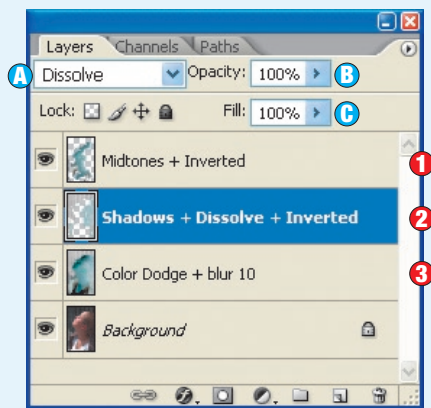 Layers Channels Paths
A Dissolve Opacity: 100% B
Lock: Fill: 100% C
Midtones + Inverted 1
Shadows + Dissolve + Inverted 2
Color Dodge + blur 10 3
Background